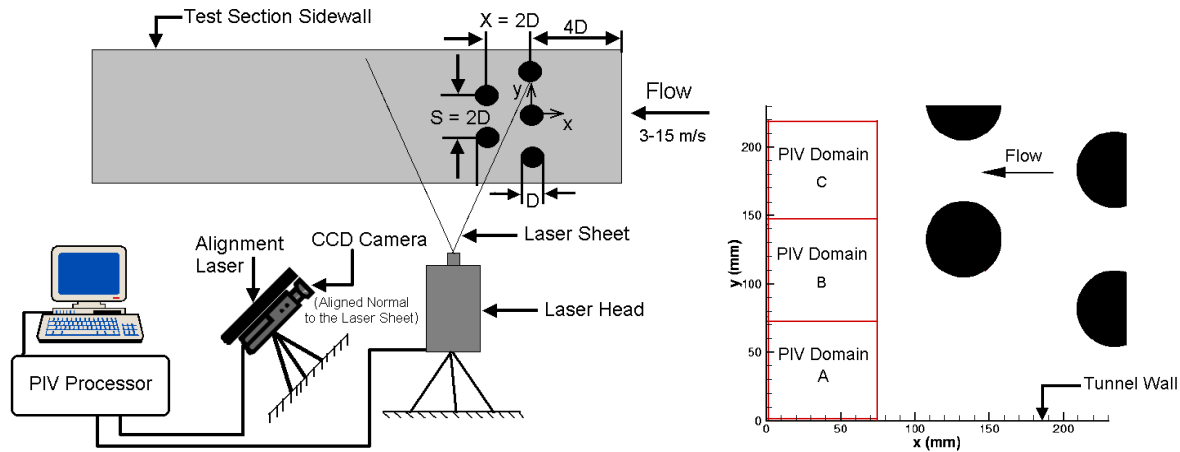 Test Section Sidewall
X = 2D
4D
y
x
S = 2D
D
Flow
3-15 m/s
Laser Sheet
Alignment
Laser
CCD Camera
(Aligned Normal
to the Laser Sheet)
Laser Head
PIV Processor
PIV Domain
C
PIV Domain
B
PIV Domain
A
Flow
Tunnel Wall
200
150
100
50
0
y (mm)
0
50
100
150
200
x (mm)